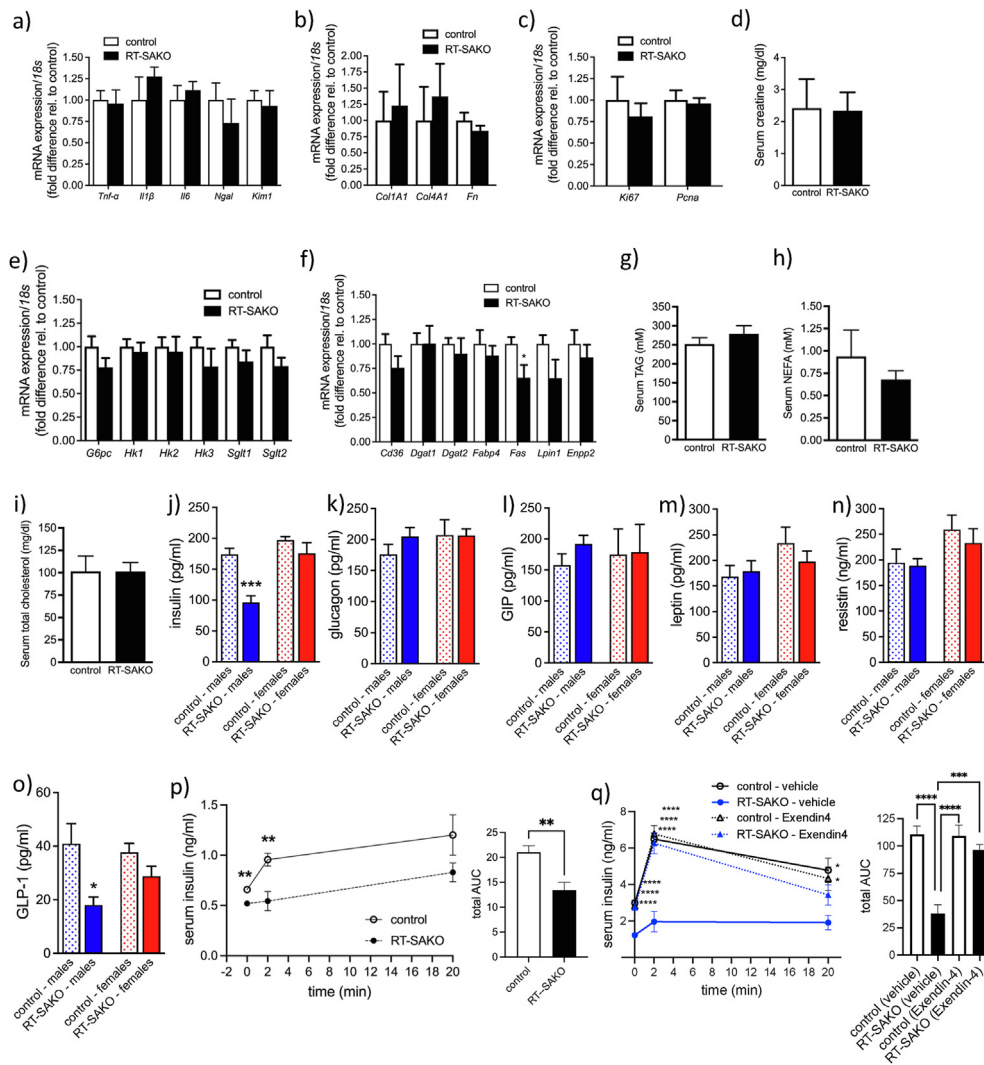 a)
control
RT-SAKO
mRNA expression/18s
(fold difference rel. to control)
1.50
1.25
1.00
0.75
0.50
0.25
0.00
Tnf-α Il1β Il6 Ngal Kim1
b)
control
RT-SAKO
mRNA expression/18s
(fold difference rel. to control)
2.00
1.75
1.50
1.25
1.00
0.75
0.50
0.25
0.00
Col1A1 Col4A1 Fn
c)
control
RT-SAKO
mRNA expression/18s
(fold difference rel. to control)
1.50
1.25
1.00
0.75
0.50
0.25
0.00
Ki67 Pcna
d)
Serum creatine (mg/dl)
5
4
3
2
1
0
control RT-SAKO
e)
control
RT-SAKO
mRNA expression/18s
(fold difference rel. to control)
1.50
1.25
1.00
0.75
0.50
0.25
0.00
G6pc Hk1 Hk2 Hk3 Sglt1 Sglt2
f)
control
RT-SAKO
mRNA expression/18s
(fold difference rel. to control)
1.50
1.25
1.00
0.75
0.50
0.25
0.00
*
Cd36 Dgat1 Dgat2 Fabp4 Fas Lpin1 Enpp2
g)
Serum TAG (mM)
350
300
250
200
150
100
50
0
control RT-SAKO
h)
Serum NEFA (mM)
1.50
1.25
1.00
0.75
0.50
0.25
0.00
control RT-SAKO
i)
Serum total cholesterol (mg/dl)
150
125
100
75
50
25
0
control RT-SAKO
j)
insulin (pg/ml)
250
200
150
100
50
0
***
control - males
RT-SAKO - males
control - females
RT-SAKO - females
k)
glucagon (pg/ml)
250
200
150
100
50
0
control - males
RT-SAKO - males
control - females
RT-SAKO - females
l)
GIP (pg/ml)
250
200
150
100
50
0
control - males
RT-SAKO - males
control - females
RT-SAKO - females
m)
leptin (pg/ml)
300
250
200
150
100
50
0
control - males
RT-SAKO - males
control - females
RT-SAKO - females
n)
resistin (ng/ml)
300
250
200
150
100
50
0
control - males
RT-SAKO - males
control - females
RT-SAKO - females
o)
GLP-1 (pg/ml)
60
40
20
0
*
control - males
RT-SAKO - males
control - females
RT-SAKO - females
p)
serum insulin (ng/ml)
1.5
1.0
0.5
0.0
**
**
control
RT-SAKO
-2 0 2 4 6 8 10 12 14 16 18 20
time (min)
total AUC
25
20
15
10
5
0
**
control
RT--SAKO
q)
control - vehicle
RT-SAKO - vehicle
control - Exendin4
RT-SAKO - Exendin4
serum insulin (ng/ml)
8
6
4
2
****
****
****
****
****
****
*
*
0 2 4 6 8 10 12 14 16 18 20
time (min)
total AUC
125
100
75
50
25
0
***
****
****
control (vehicle)
RT-SAKO (vehicle)
control (Exendin-4)
RT-SAKO (Exendin-4)